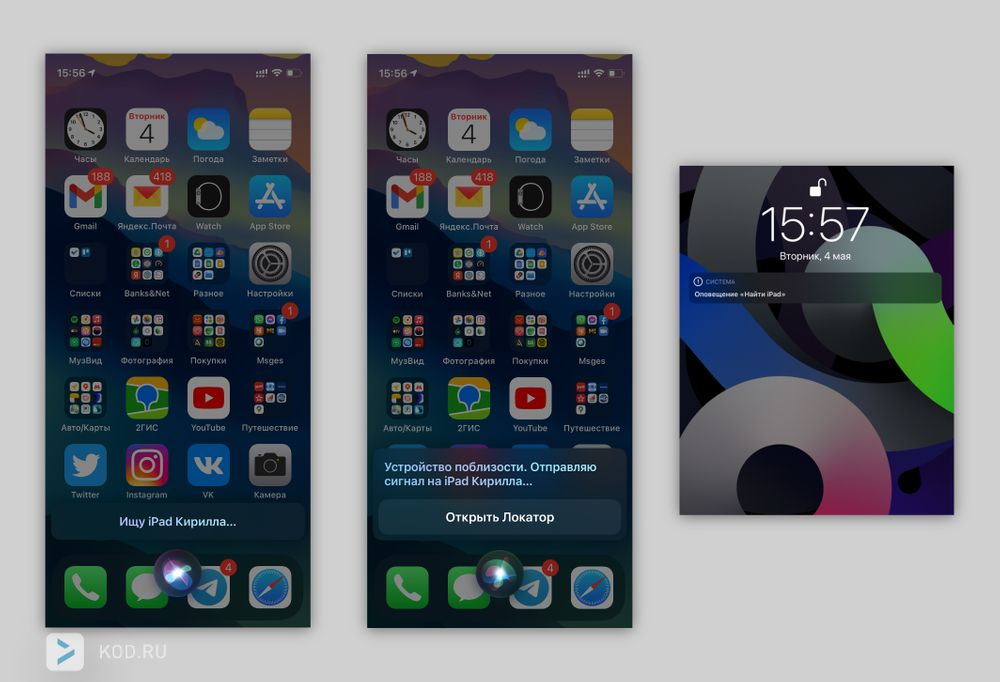 15:56
Вторник
4
Часы
Календарь
Погода
Заметки
188
418
Gmail
Яндекс.Почта
Watch
App Store
1
Списки
Banks&Net
Разное
Настройки
1
МузВид
Фотография
Покупки
Msges
Авто/Карты
2ГИС
YouTube
Путешествие
Twitter
Instagram
VK
Камера
Ищу iPad Кирилла...
4
15:56
Вторник
4
Часы
Календарь
Погода
Заметки
188
418
Gmail
Яндекс.Почта
Watch
App Store
1
Списки
Banks&Net
Разное
Настройки
1
МузВид
Фотография
Покупки
Msges
Авто/Карты
2ГИС
YouTube
Путешествие
Устройство поблизости. Отправляю
сигнал на iPad Кирилла...
Открыть Локатор
4
15:57
Вторник, 4 мая
СИСТЕМА
Оповещение «Найти iPad»
KOD.RU